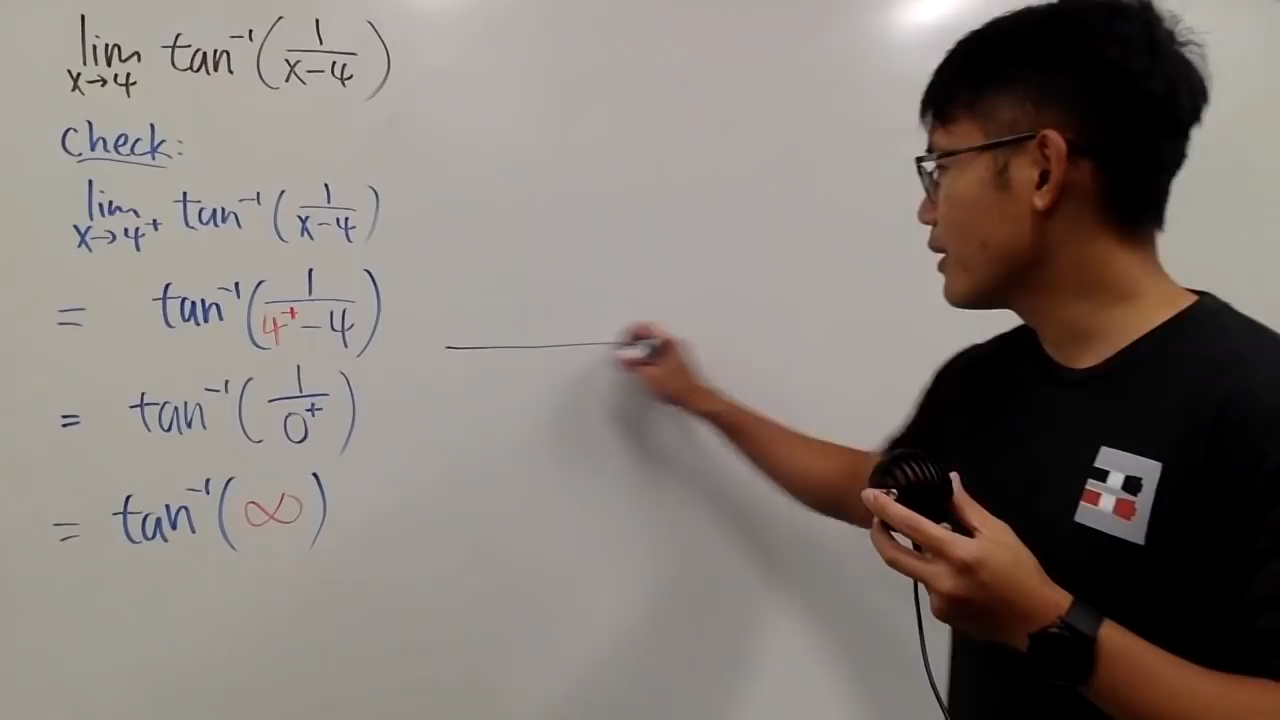 lim x→4 tan⁻¹(1/(x-4))
Check:
lim x→4⁺ tan⁻¹(1/(x-4))
= tan⁻¹(1/(4⁺-4))
= tan⁻¹(1/0⁺)
= tan⁻¹(∞)